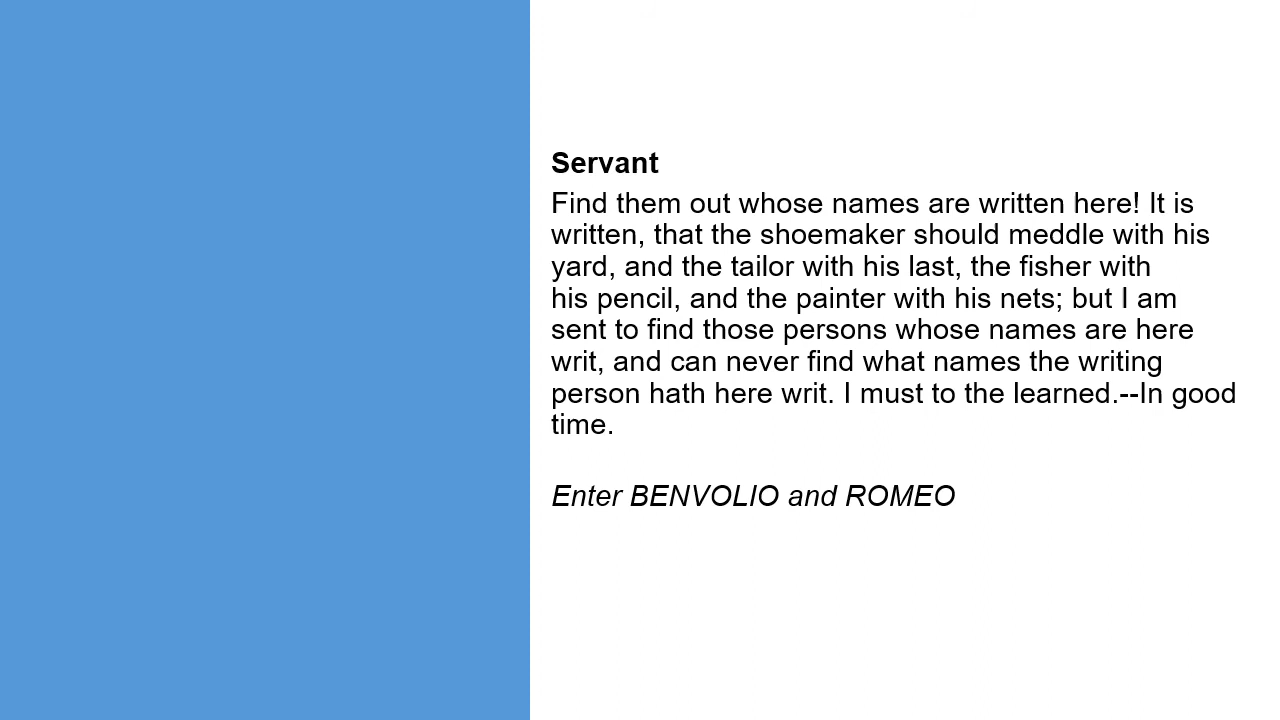 Servant
Find them out whose names are written here! It is
written, that the shoemaker should meddle with his
yard, and the tailor with his last, the fisher with
his pencil, and the painter with his nets; but I am
sent to find those persons whose names are here
writ, and can never find what names the writing
person hath here writ. I must to the learned.--In good
time.
Enter BENVOLIO and ROMEO